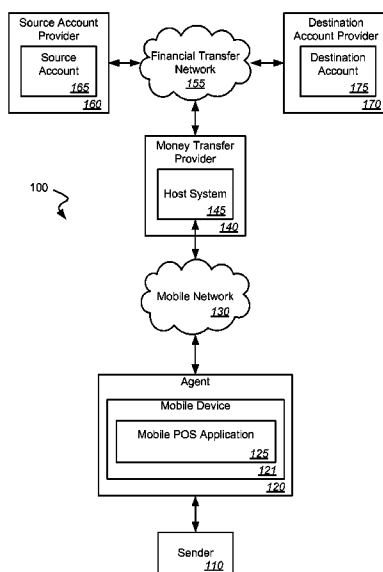 Source Account
Provider
Source
Account
165
160
Financial Transfer
Network
155
Destination
Account Provider
Destination
Account
175
170
Money Transfer
Provider
Host System
145
140
100
Mobile Network
130
Agent
Mobile Device
Mobile POS Application
125
121
120
Sender
110